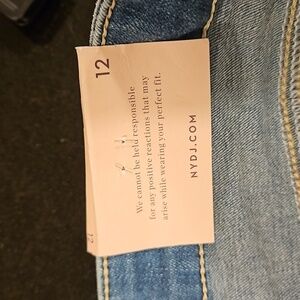 12
We cannot be held responsible
for any positive reactions that may
arise while wearing your perfect fit.
NYDJ.COM
12